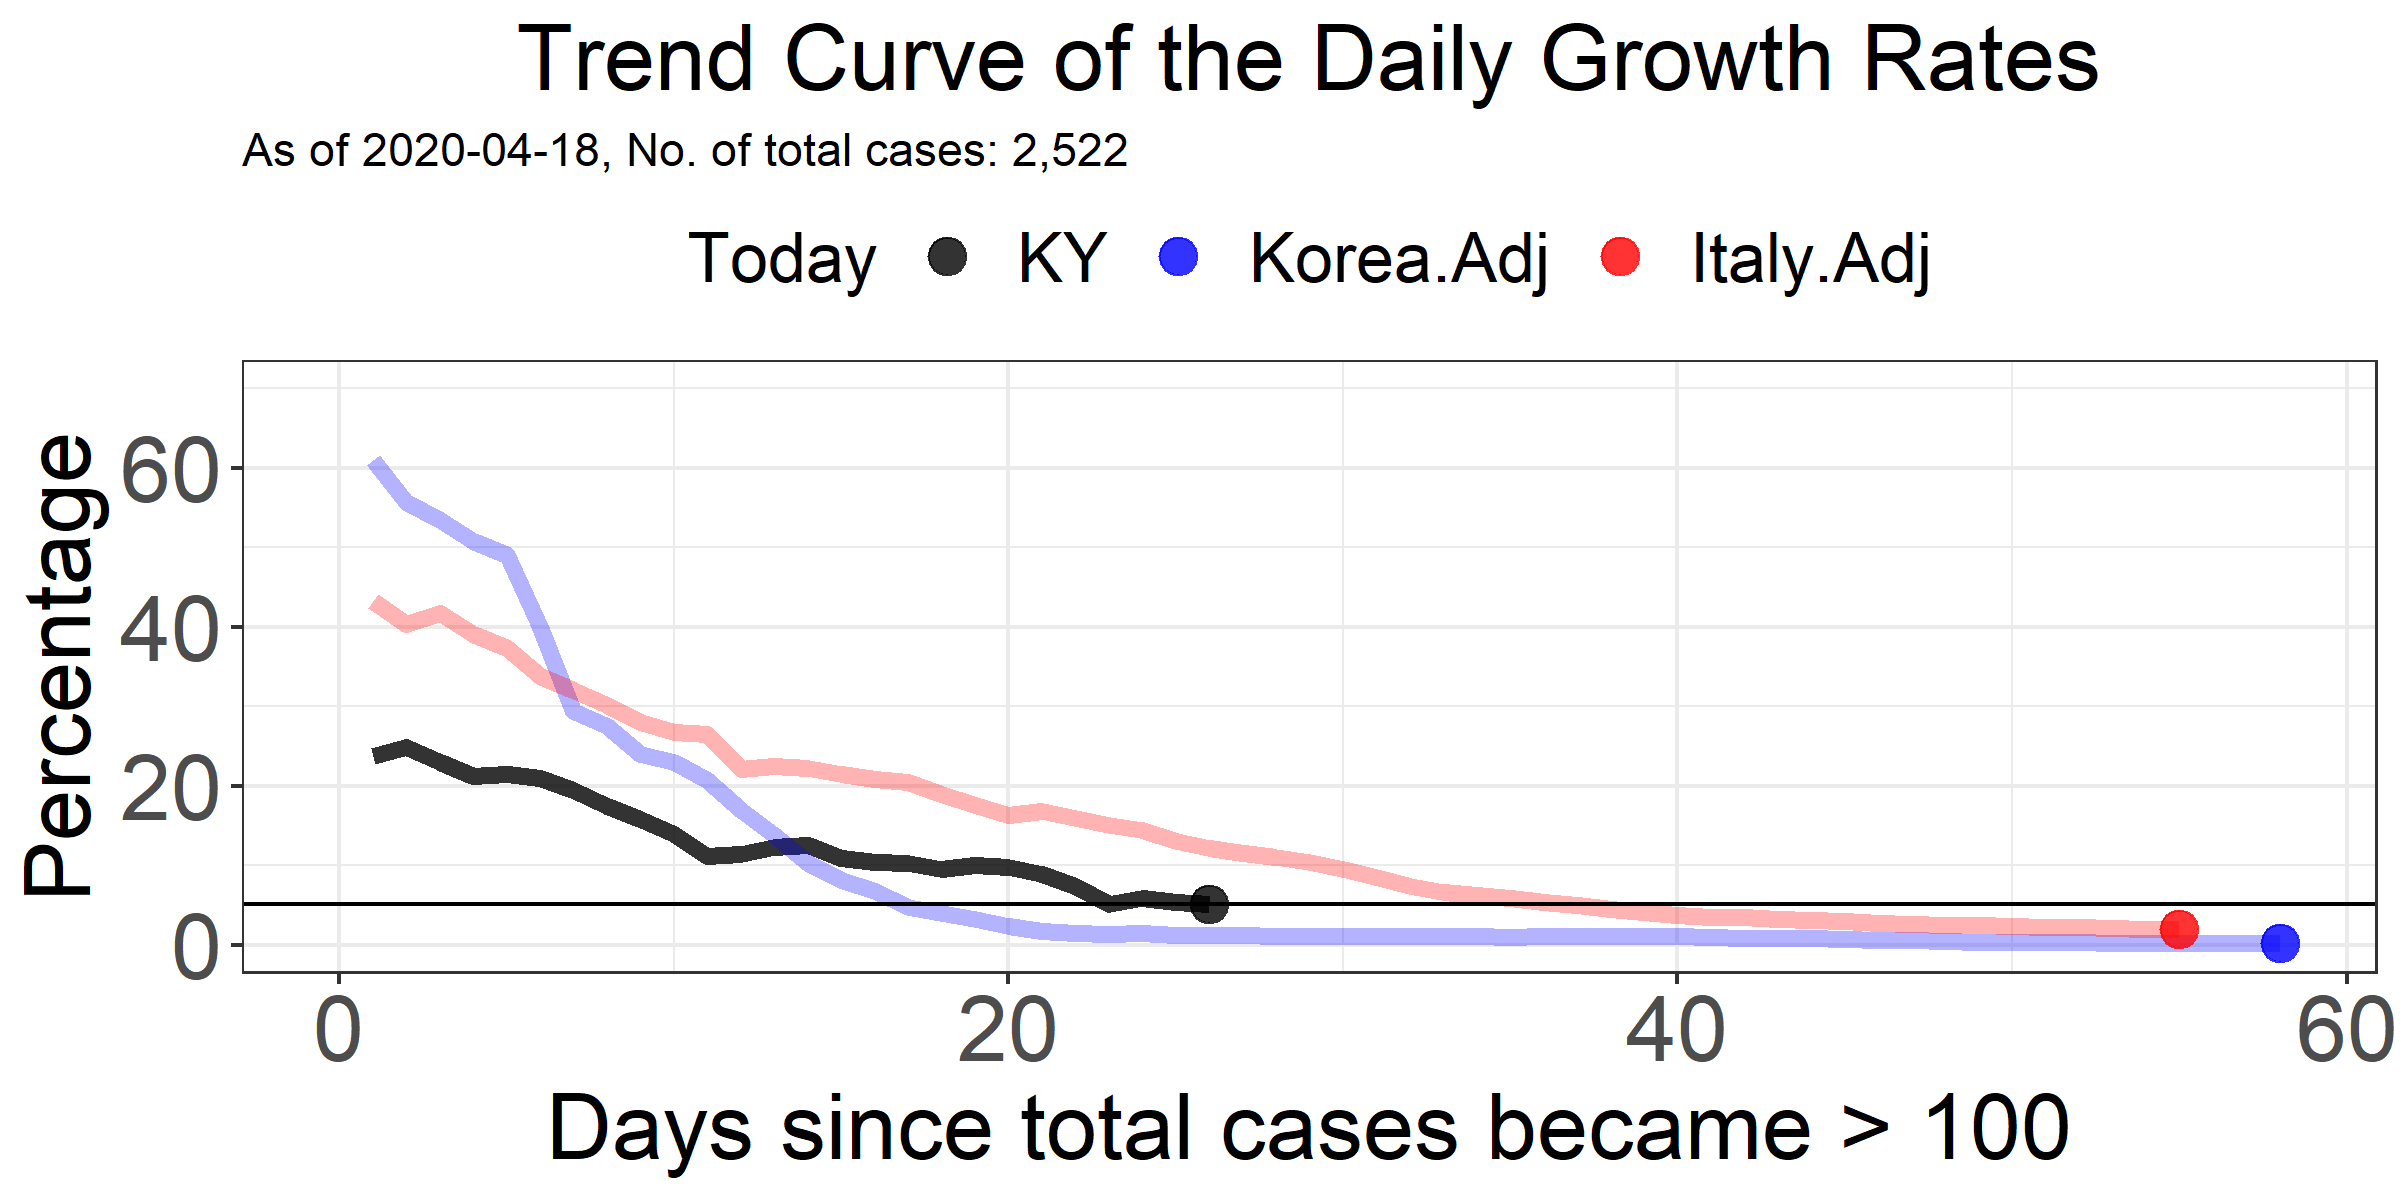 Trend Curve of the Daily Growth Rates
As of 2020-04-18, No. of total cases: 2,522
Today KY Korea.Adj Italy.Adj
Percentage
60
40
20
0
0 20 40 60
Days since total cases became > 100